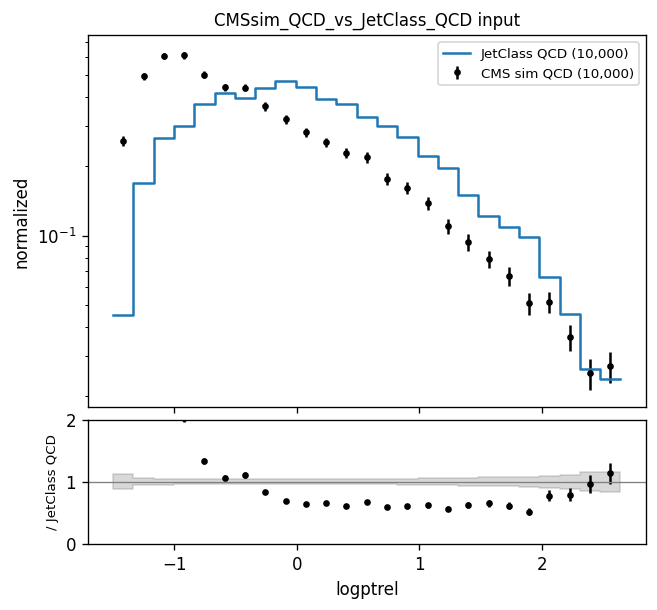 CMSsim_QCD_vs_JetClass_QCD input
JetClass QCD (10,000)
CMS sim QCD (10,000)
normalized
10⁻¹
/ JetClass QCD
2
1
0
−1 0 1 2
logptrel